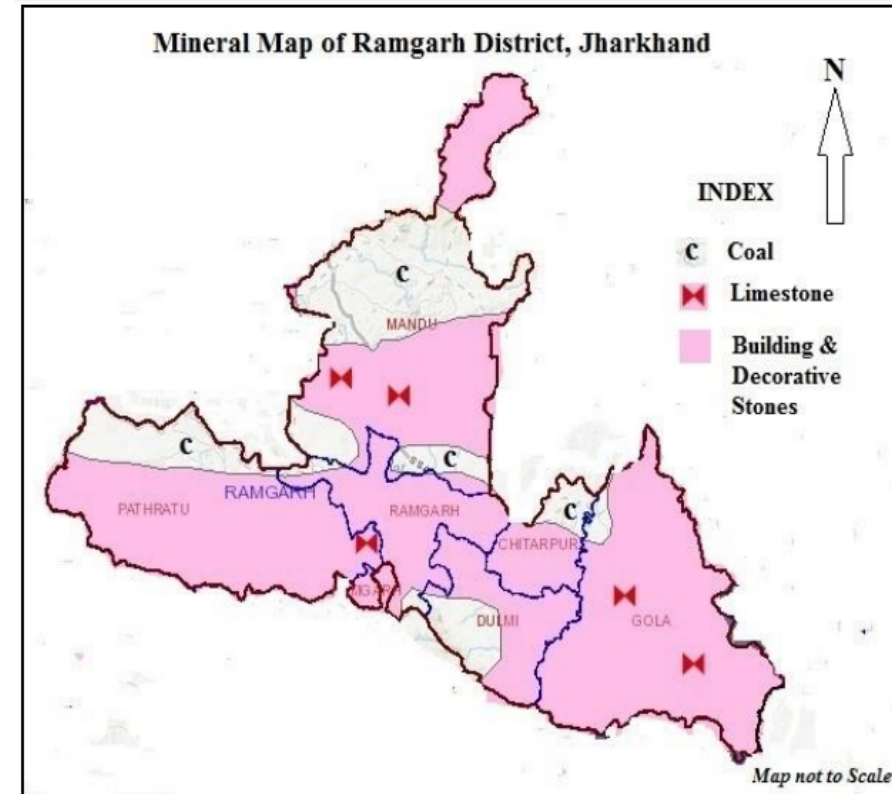 Mineral Map of Ramgarh District, Jharkhand
N
INDEX
C Coal
Limestone
Building &
Decorative
Stones
C
MANDU
C
C
RAMGARH
PATHRATU
RAMGARH
C
CHITARPUR
MGARH
DULMI
GOLA
Map not to Scale